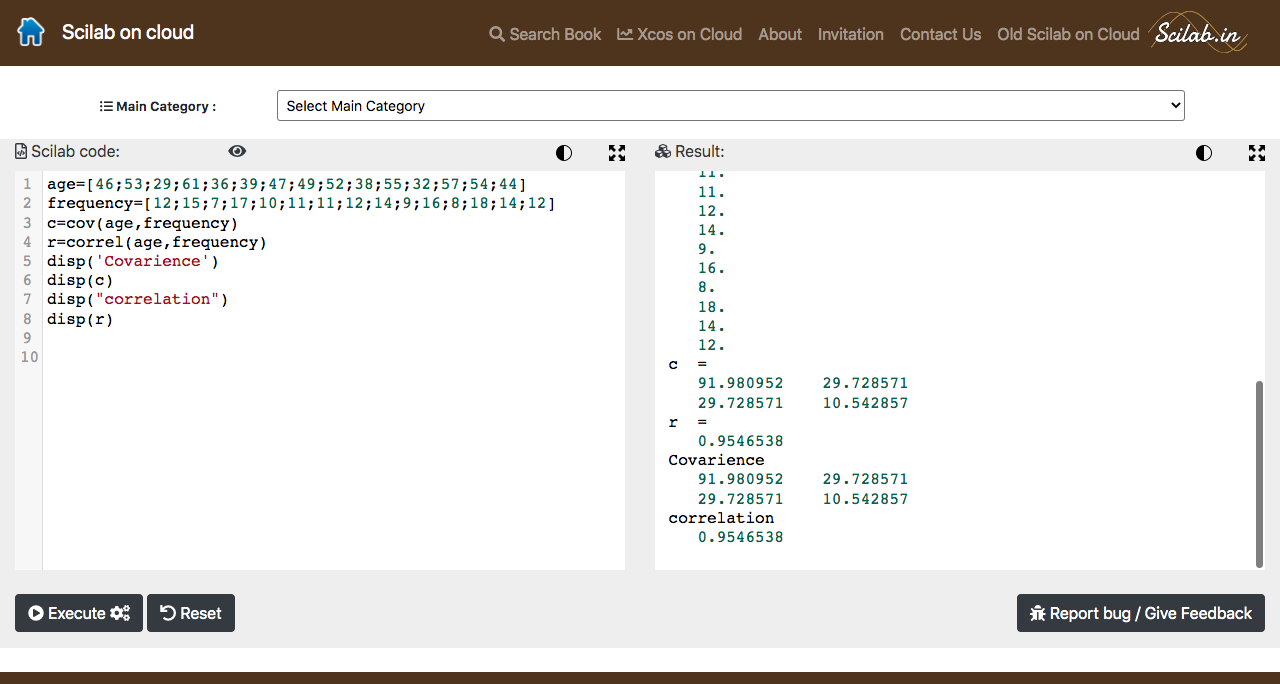 Scilab on cloud
Search Book Xcos on Cloud About Invitation Contact Us Old Scilab on Cloud Scilab.in
Main Category :
Select Main Category
Scilab code:
1 age=[46;53;29;61;36;39;47;49;52;38;55;32;57;54;44]
2 frequency=[12;15;7;17;10;11;11;12;14;9;16;8;18;14;12]
3 c=cov(age,frequency)
4 r=correl(age,frequency)
5 disp('Covarience')
6 disp(c)
7 disp("correlation")
8 disp(r)
9
10
Result:
11.
11.
12.
14.
9.
16.
8.
18.
14.
12.
c =
91.980952 29.728571
29.728571 10.542857
r =
0.9546538
Covarience
91.980952 29.728571
29.728571 10.542857
correlation
0.9546538
Execute
Reset
Report bug / Give Feedback